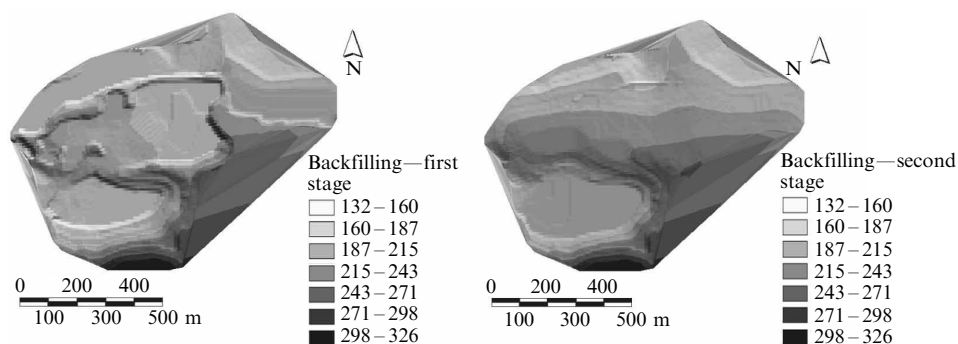 N
Backfilling—first
stage
132–160
160–187
187–215
215–243
243–271
271–298
298–326
0 200 400
100 300 500 m
N
Backfilling—second
stage
132–160
160–187
187–215
215–243
243–271
271–298
298–326
0 200 400
100 300 500 m